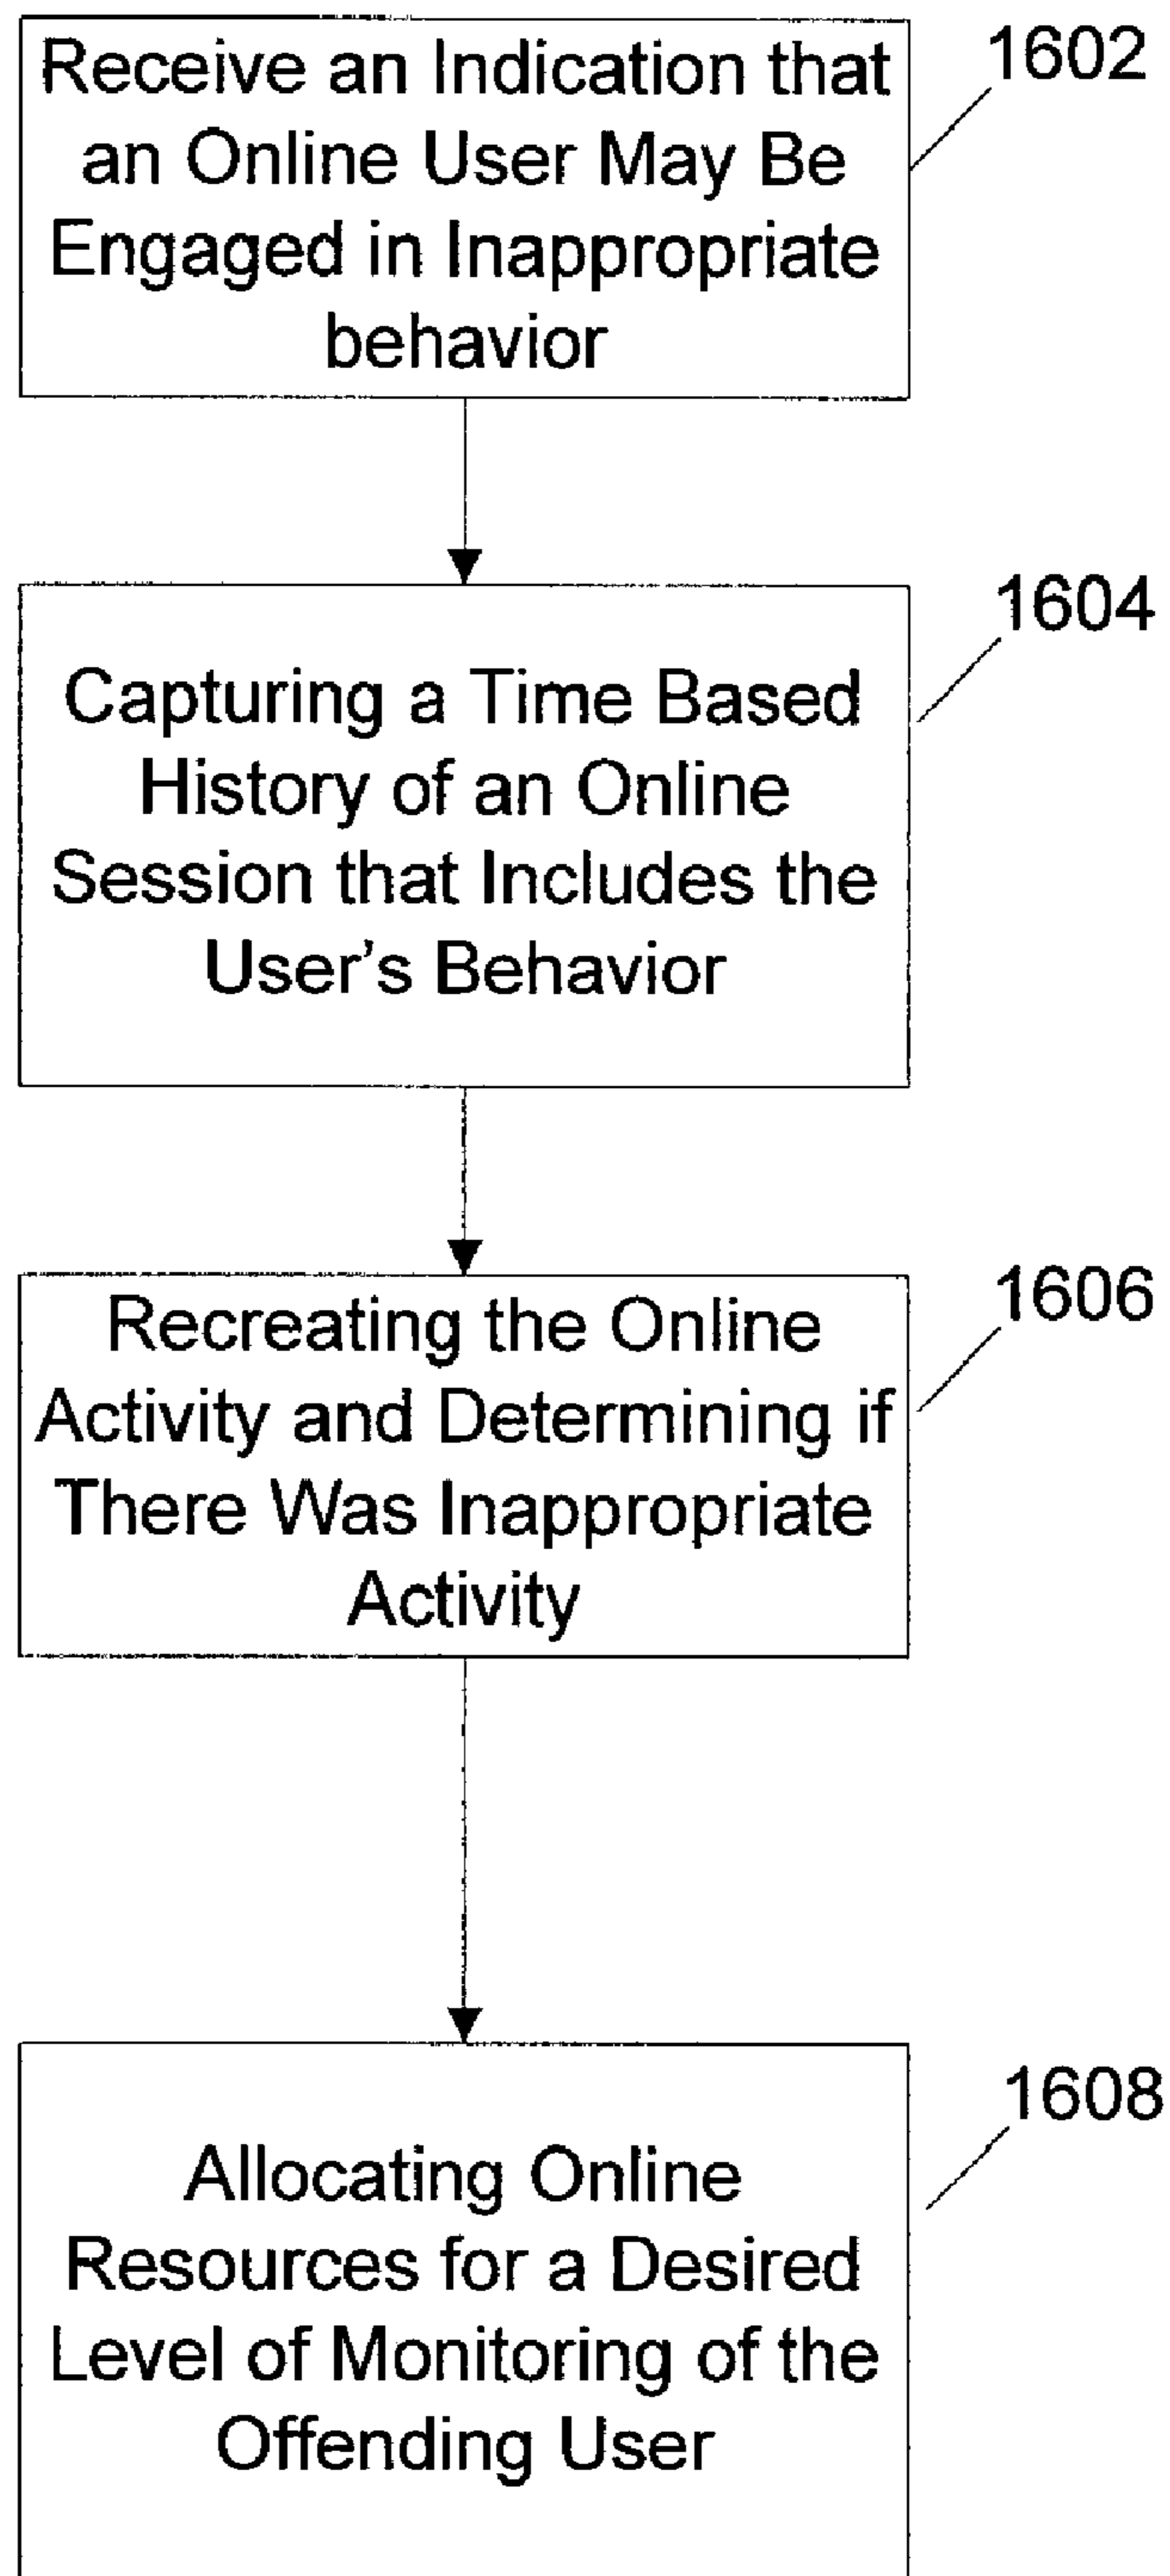 Receive an Indication that
an Online User May Be
Engaged in Inappropriate
behavior
1602
Capturing a Time Based
History of an Online
Session that Includes the
User's Behavior
1604
Recreating the Online
Activity and Determining if
There Was Inappropriate
Activity
1606
Allocating Online
Resources for a Desired
Level of Monitoring of the
Offending User
1608